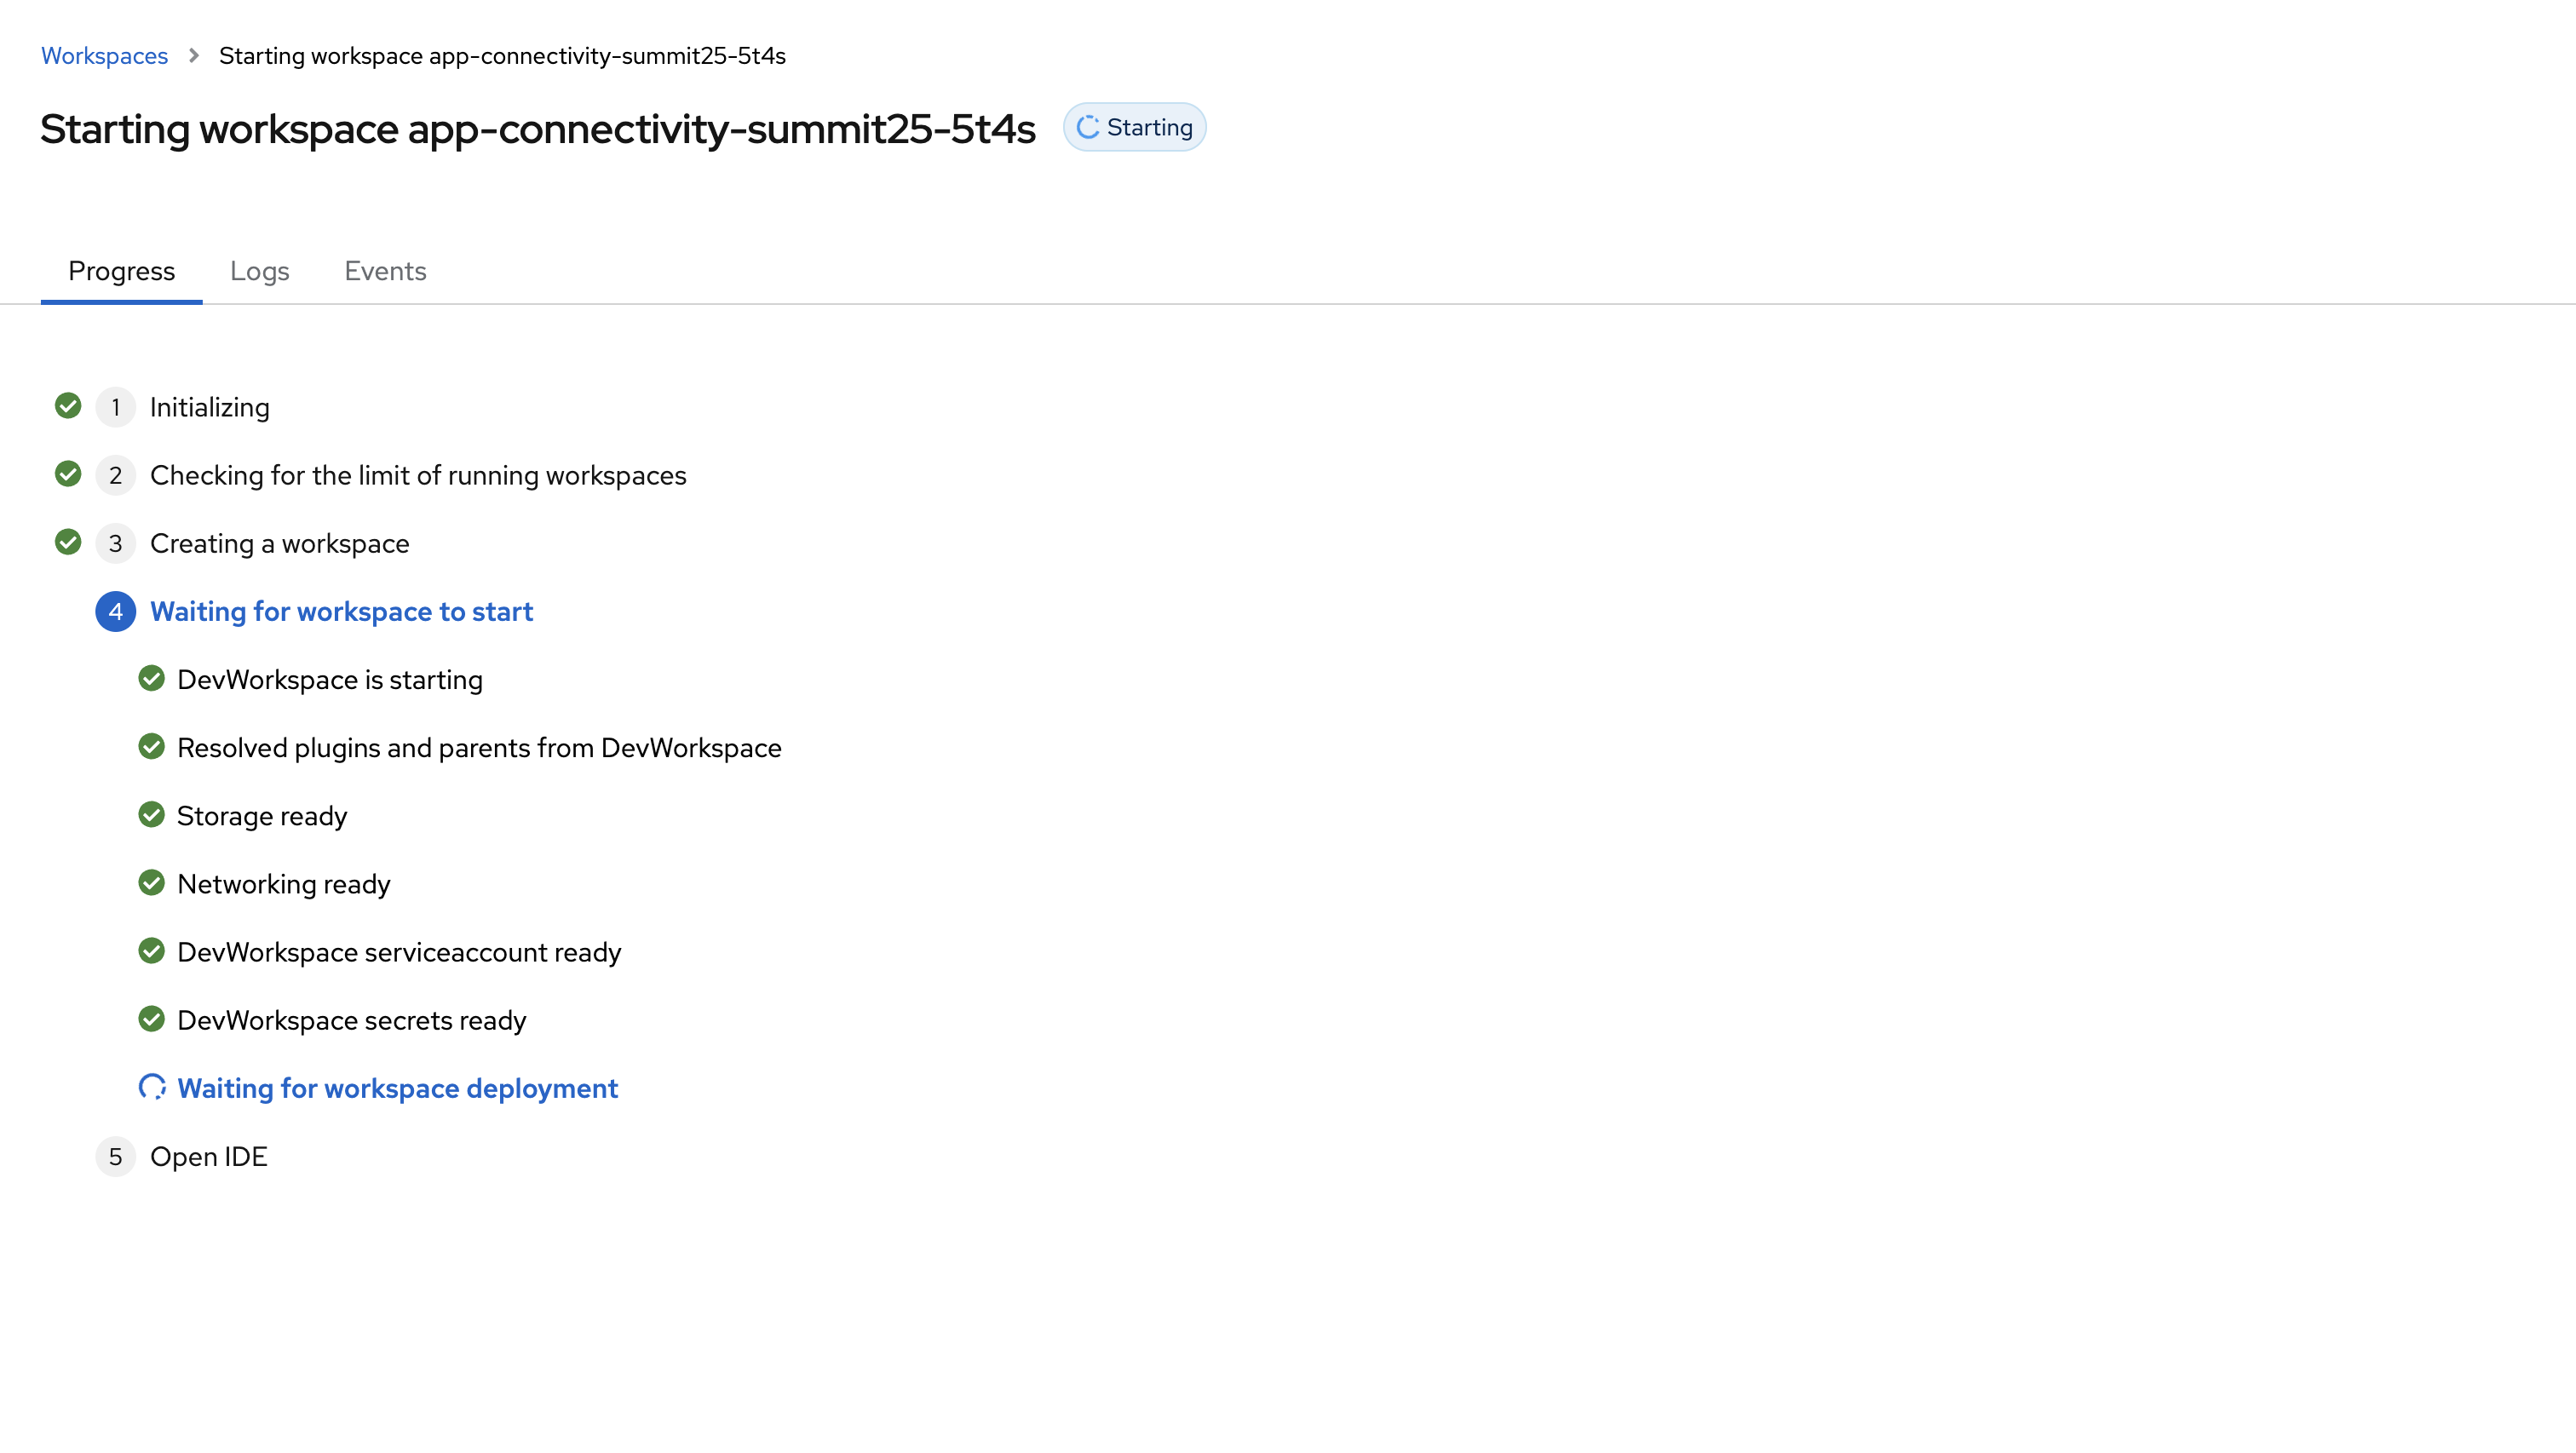 Workspaces > Starting workspace app-connectivity-summit25-5t4s
Starting workspace app-connectivity-summit25-5t4s Starting
Progress Logs Events
1 Initializing
2 Checking for the limit of running workspaces
3 Creating a workspace
4 Waiting for workspace to start
DevWorkspace is starting
Resolved plugins and parents from DevWorkspace
Storage ready
Networking ready
DevWorkspace serviceaccount ready
DevWorkspace secrets ready
Waiting for workspace deployment
5 Open IDE